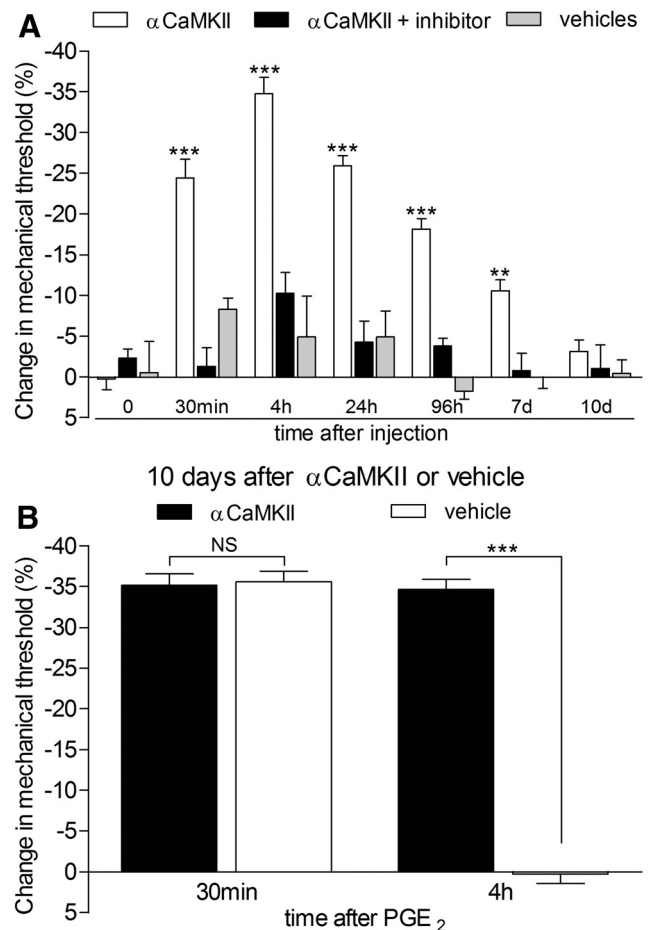 A
αCaMKII αCaMKII + inhibitor vehicles
Change in mechanical threshold (%)
-40
-35
-30
-25
-20
-15
-10
-5
0
5
***
***
***
***
**
0 30min 4h 24h 96h 7d 10d
time after injection
10 days after αCaMKII or vehicle
B
αCaMKII vehicle
Change in mechanical threshold (%)
-40
-35
-30
-25
-20
-15
-10
-5
0
5
NS
***
30min 4h
time after PGE 2